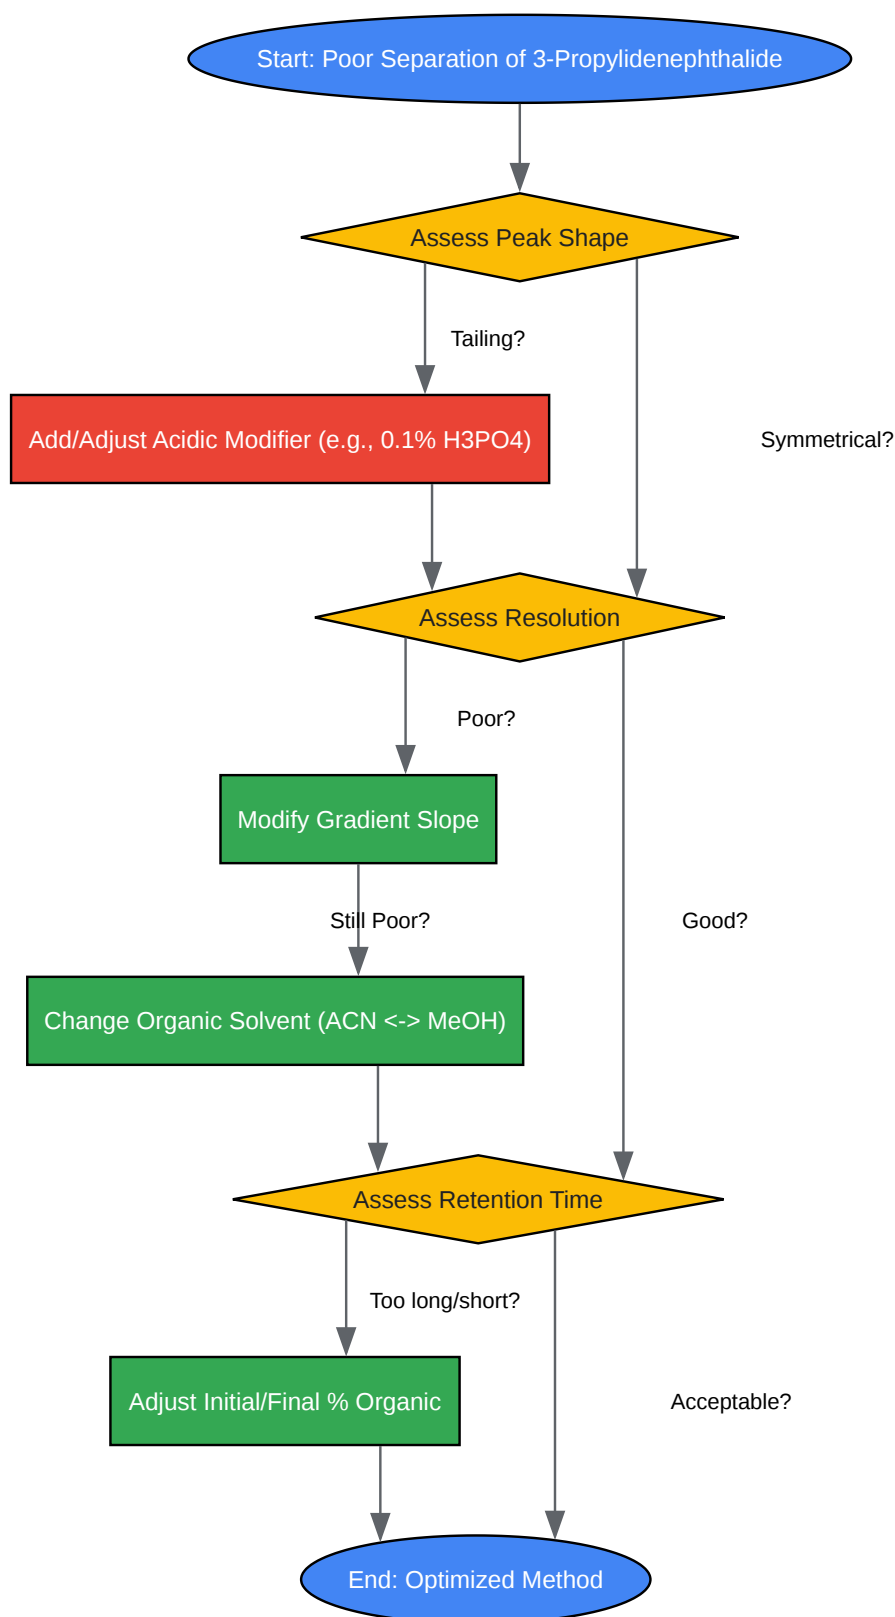 Start: Poor Separation of 3-Propylidenephthalide
Assess Peak Shape
Tailing?
Add/Adjust Acidic Modifier (e.g., 0.1% H3PO4)
Symmetrical?
Assess Resolution
Poor?
Modify Gradient Slope
Still Poor?
Good?
Change Organic Solvent (ACN <-> MeOH)
Assess Retention Time
Too long/short?
Adjust Initial/Final % Organic
Acceptable?
End: Optimized Method